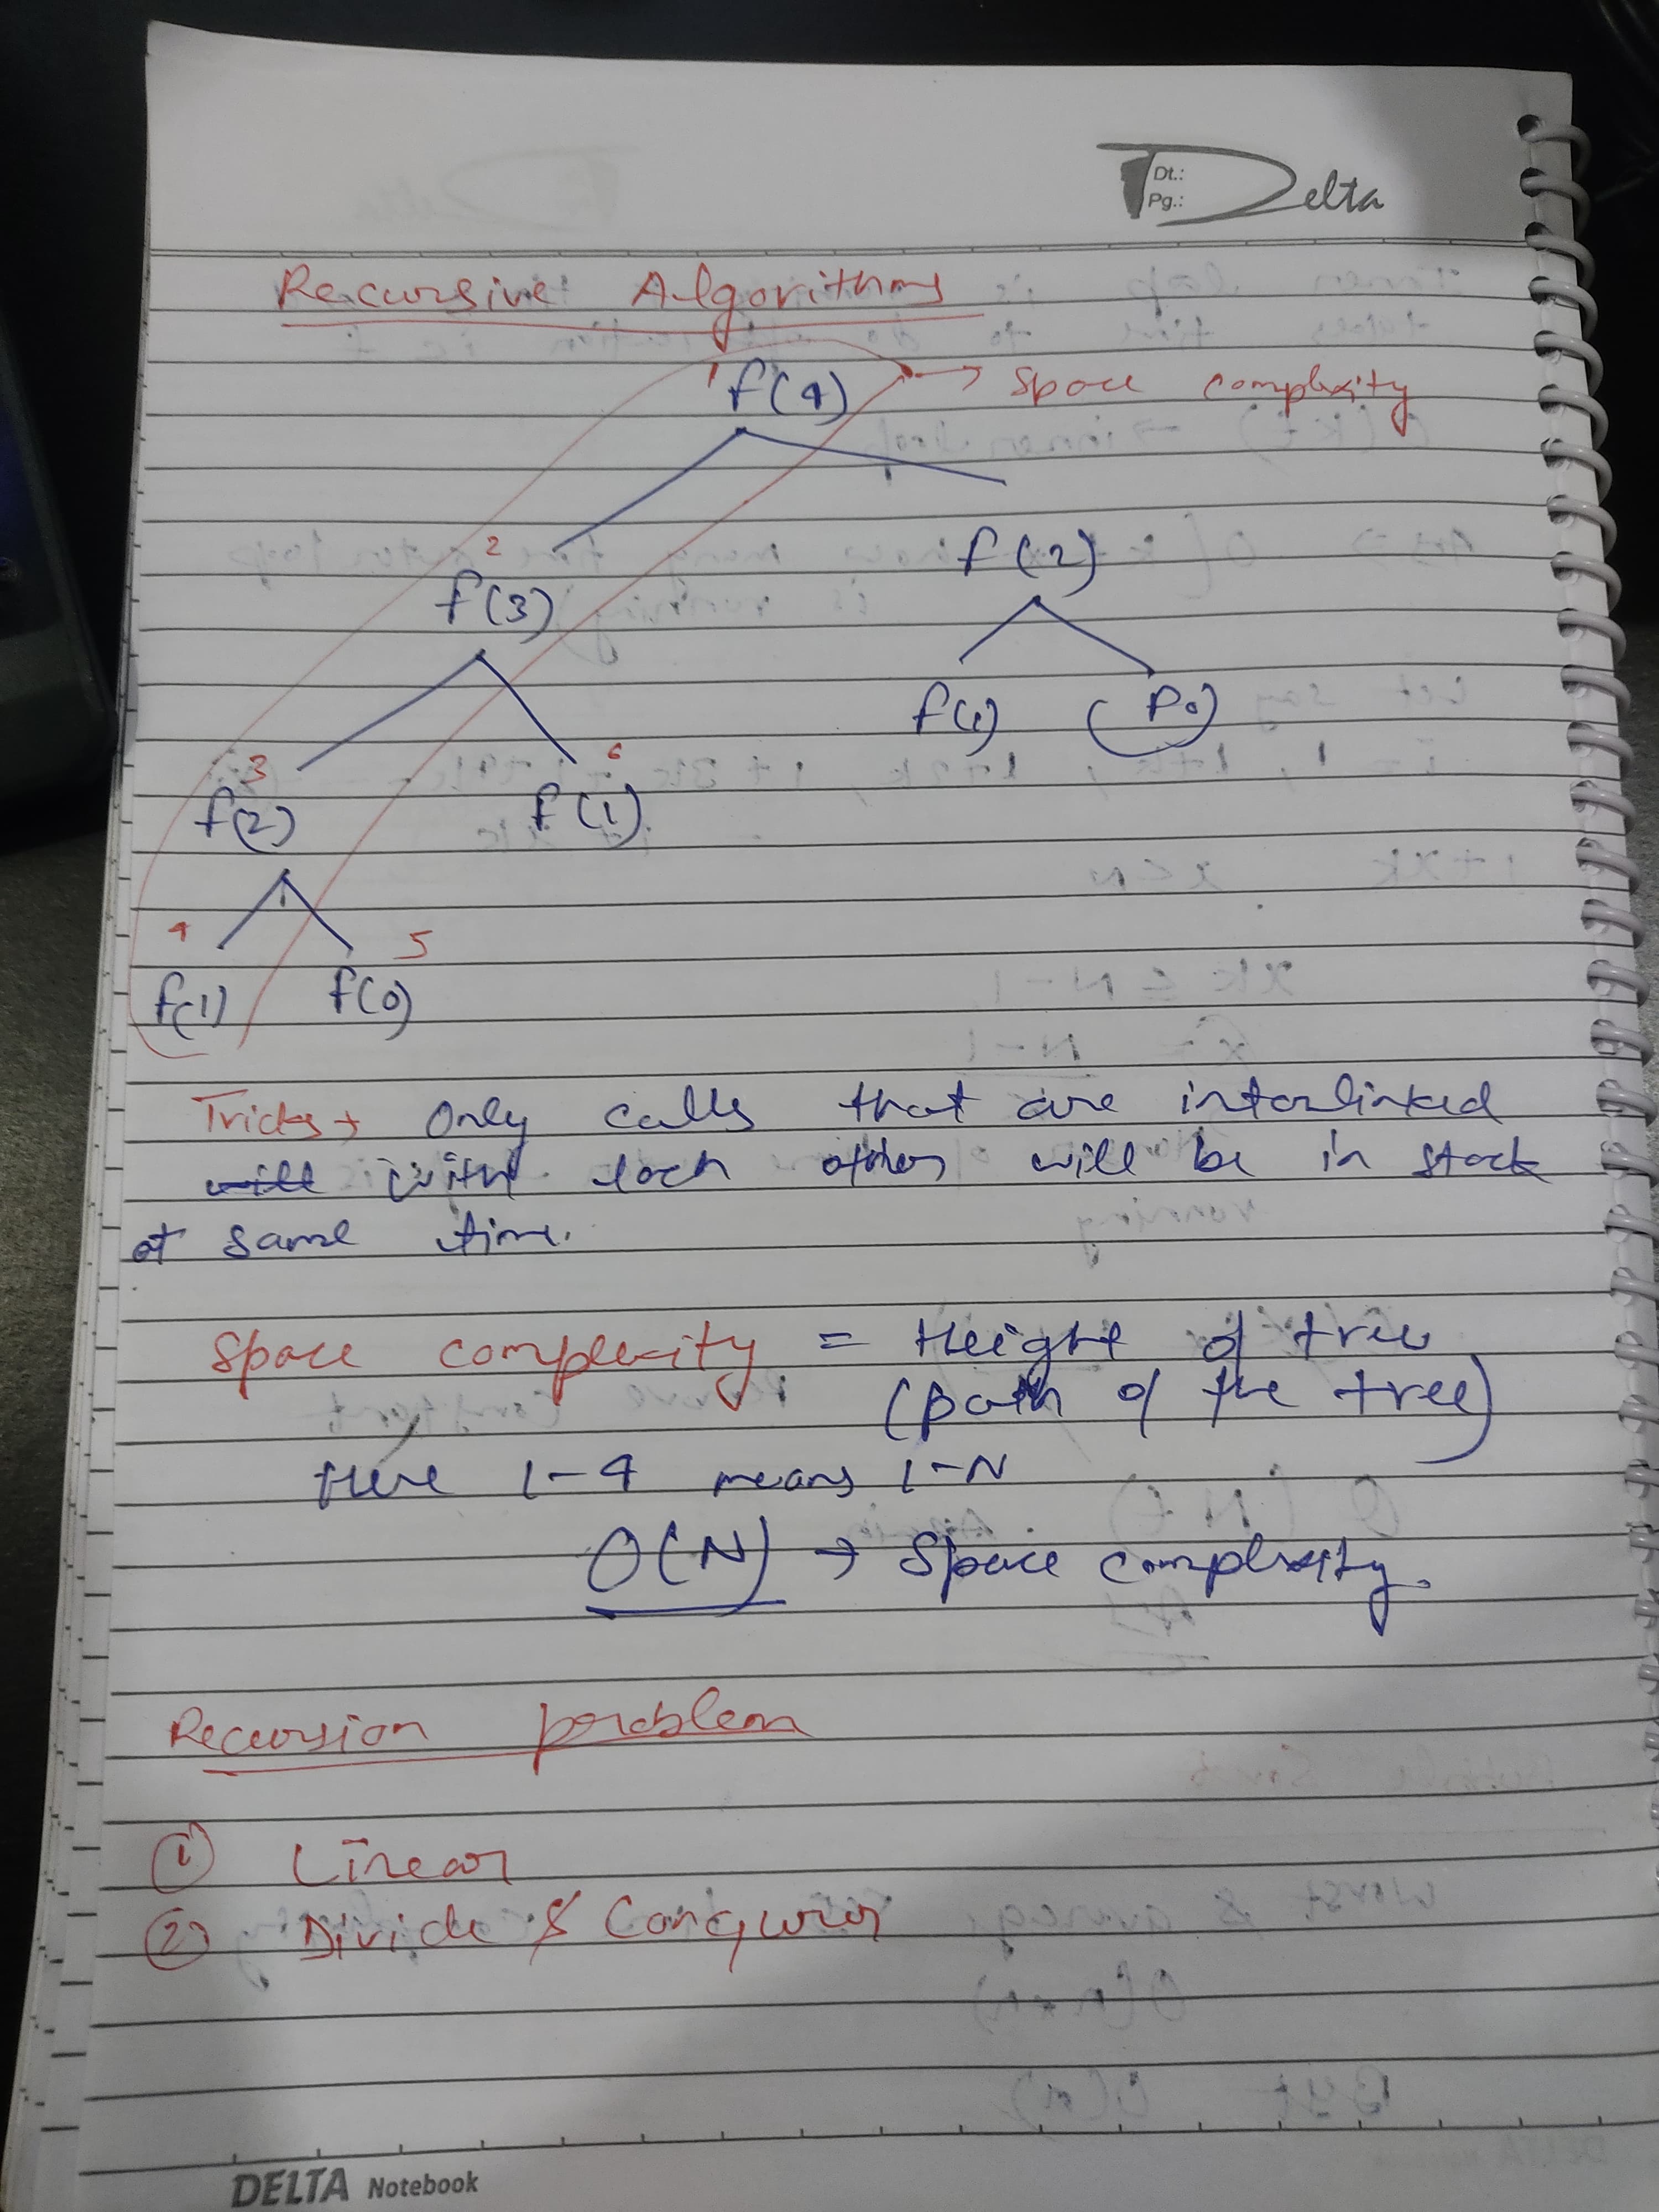 Dt.:
Pg.:
Delta
Recursive Algorithms
1 f(4) → Space complexity
2 f(2)
f(3)
f(1) (F0)
3 6
f(2) f(1)
4 5
f(1) f(0)
Tricks → Only calls that are interlinked
will with each other will be in stack
at same time.
Space complexity = Height of tree
(path of the tree)
Here 1-4 means 1-N
O(N) → Space complexity.
Recursion problem
① Linear
② Divide & Conquer
DELTA Notebook